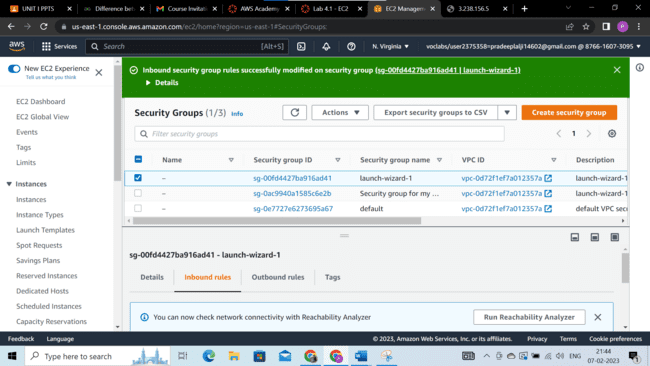 UNIT I PPTS
Difference bet
Course Invitati
AWS Academy
Lab 4.1 - EC2
EC2 Manageme
3.238.156.5
us-east-1.console.aws.amazon.com/ec2/home?region=us-east-1#SecurityGroups:
aws
Services
Search
[Alt+S]
N. Virginia
voclabs/user2375358=pradeeplalji14602@gmail.com @ 8766-1607-3095
New EC2 Experience
Tell us what you think
EC2 Dashboard
EC2 Global View
Events
Tags
Limits
Instances
Instances
Instance Types
Launch Templates
Spot Requests
Savings Plans
Reserved Instances
Dedicated Hosts
Scheduled Instances
Capacity Reservations
Inbound security group rules successfully modified on security group (sg-00fd4427ba916ad41 | launch-wizard-1)
Details
Security Groups (1/3) Info
Actions
Export security groups to CSV
Create security group
Filter security groups
1
Name Security group ID Security group name VPC ID Description
– sg-00fd4427ba916ad41 launch-wizard-1 vpc-0d72f1ef7a012357a launch-wizard-1
– sg-0ac9940a1585c6e2b Security group for my ... vpc-0d72f1ef7a012357a launch-wizard-1
– sg-0e7727e6273695a67 default vpc-0d72f1ef7a012357a default VPC secu
sg-00fd4427ba916ad41 - launch-wizard-1
Details Inbound rules Outbound rules Tags
You can now check network connectivity with Reachability Analyzer
Run Reachability Analyzer
Feedback Language © 2023, Amazon Web Services, Inc. or its affiliates. Privacy Terms Cookie preferences
Type here to search
ENG
21:44
07-02-2023